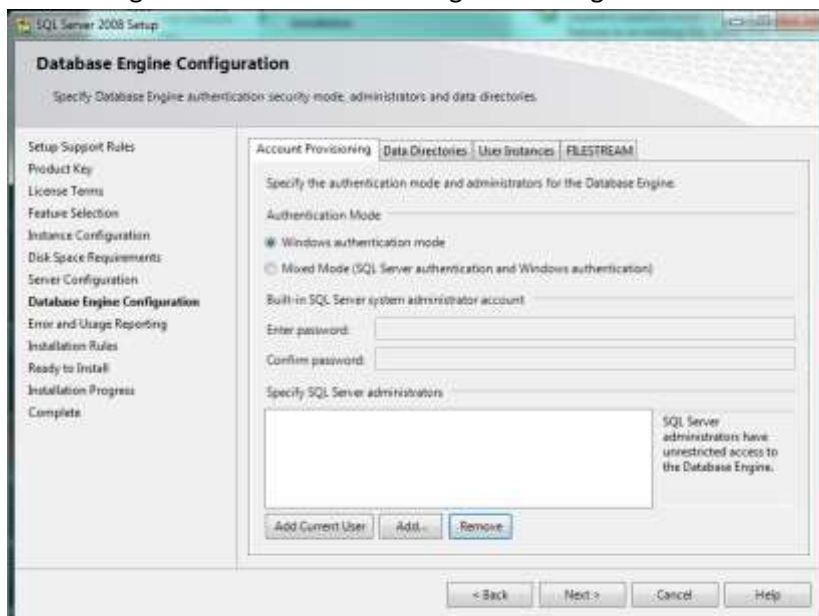 SQL Server 2008 Setup
Database Engine Configuration
Specify Database Engine authentication security mode, administrators and data directories.
Setup Support Rules
Product Key
License Terms
Feature Selection
Instance Configuration
Disk Space Requirements
Server Configuration
Database Engine Configuration
Error and Usage Reporting
Installation Rules
Ready to Install
Installation Progress
Complete
Account Provisioning
Data Directories
User Instances
FILESTREAM
Specify the authentication mode and administrators for the Database Engine.
Authentication Mode
Windows authentication mode
Mixed Mode (SQL Server authentication and Windows authentication)
Built-in SQL Server system administrator account
Enter password:
Confirm password:
Specify SQL Server administrators
SQL Server
administrators have
unrestricted access to
the Database Engine.
Add Current User
Add...
Remove
< Back
Next >
Cancel
Help